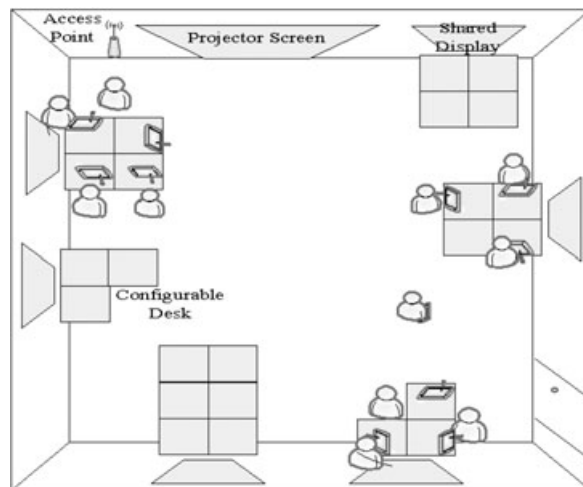 Access
Point
Projector Screen
Shared
Display
Configurable
Desk